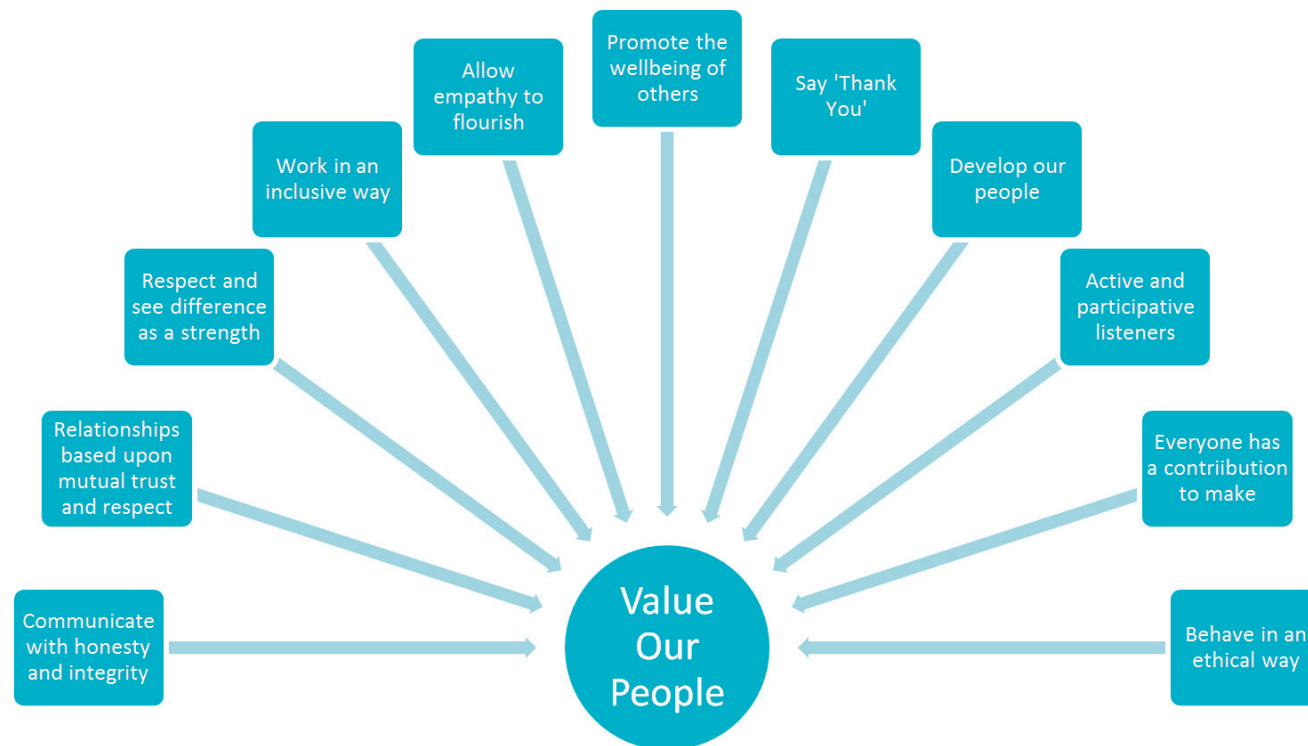 Communicate
with honesty
and integrity
Relationships
based upon
mutual trust
and respect
Respect and
see difference
as a strength
Work in an
inclusive way
Allow
empathy to
flourish
Promote the
wellbeing of
others
Say 'Thank
You'
Develop our
people
Active and
participative
listeners
Everyone has
a contriibution
to make
Behave in an
ethical way
Value
Our
People